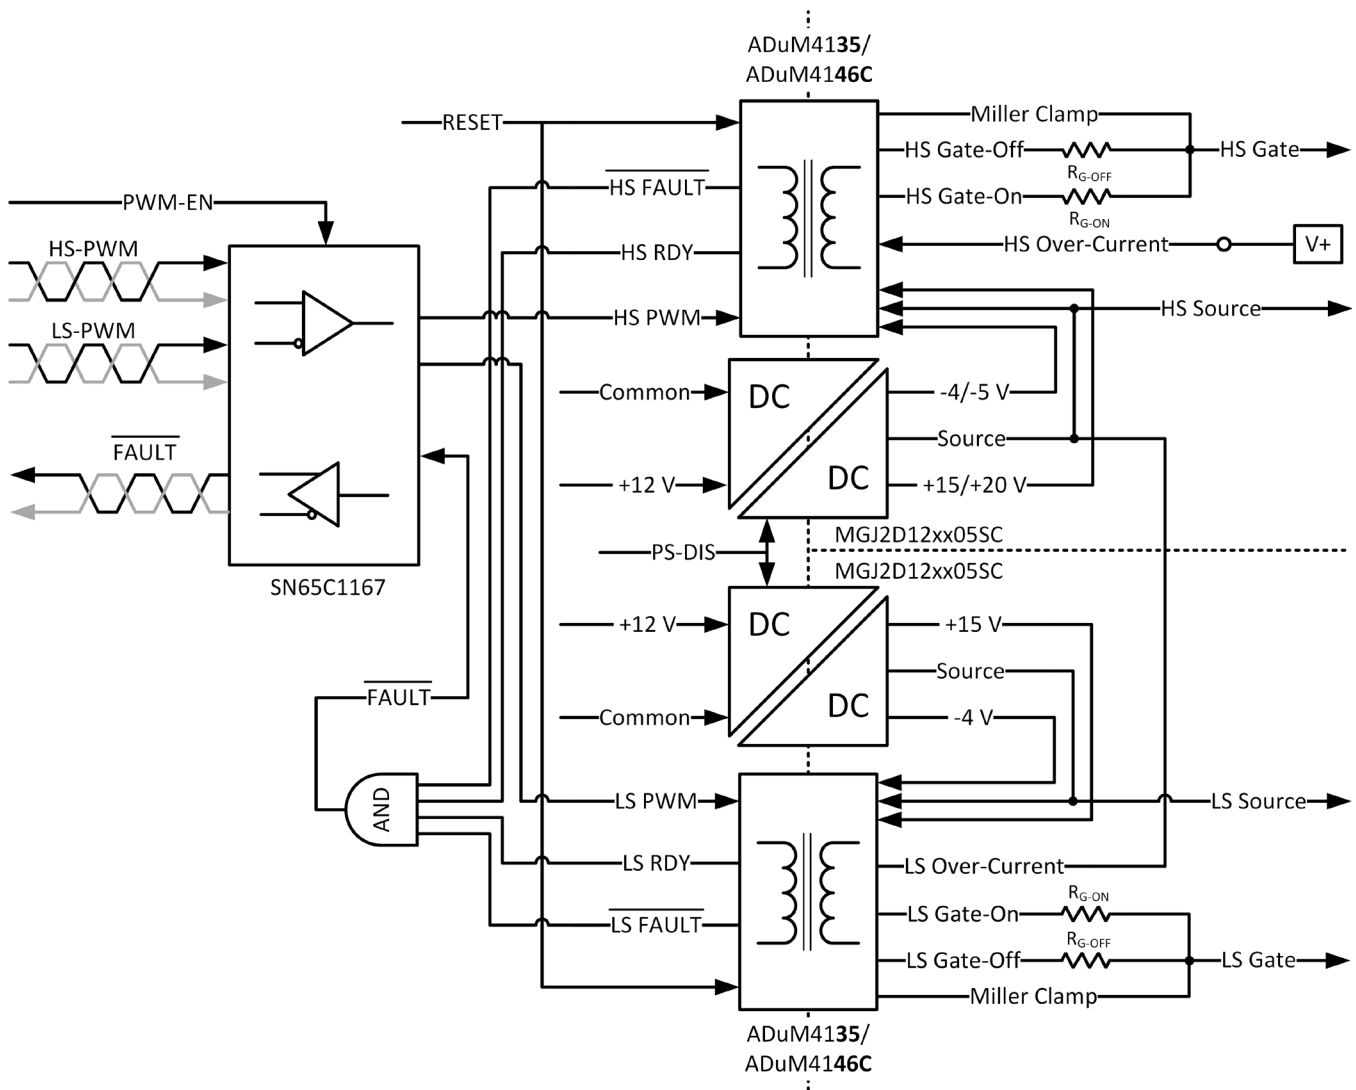 ADuM4135/
ADuM4146C
RESET
Miller Clamp
HS Gate-Off
HS Gate
RG-OFF
HS FAULT
HS Gate-On
RG-ON
PWM-EN
HS-PWM
HS RDY
HS Over-Current
V+
LS-PWM
HS PWM
HS Source
Common
DC
-4/-5 V
FAULT
Source
+12 V
DC
+15/+20 V
MGJ2D12xx05SC
PS-DIS
MGJ2D12xx05SC
SN65C1167
+12 V
DC
+15 V
Source
FAULT
Common
DC
-4 V
AND
LS PWM
LS Source
LS RDY
LS Over-Current
RG-ON
LS FAULT
LS Gate-On
RG-OFF
LS Gate-Off
LS Gate
Miller Clamp
ADuM4135/
ADuM4146C